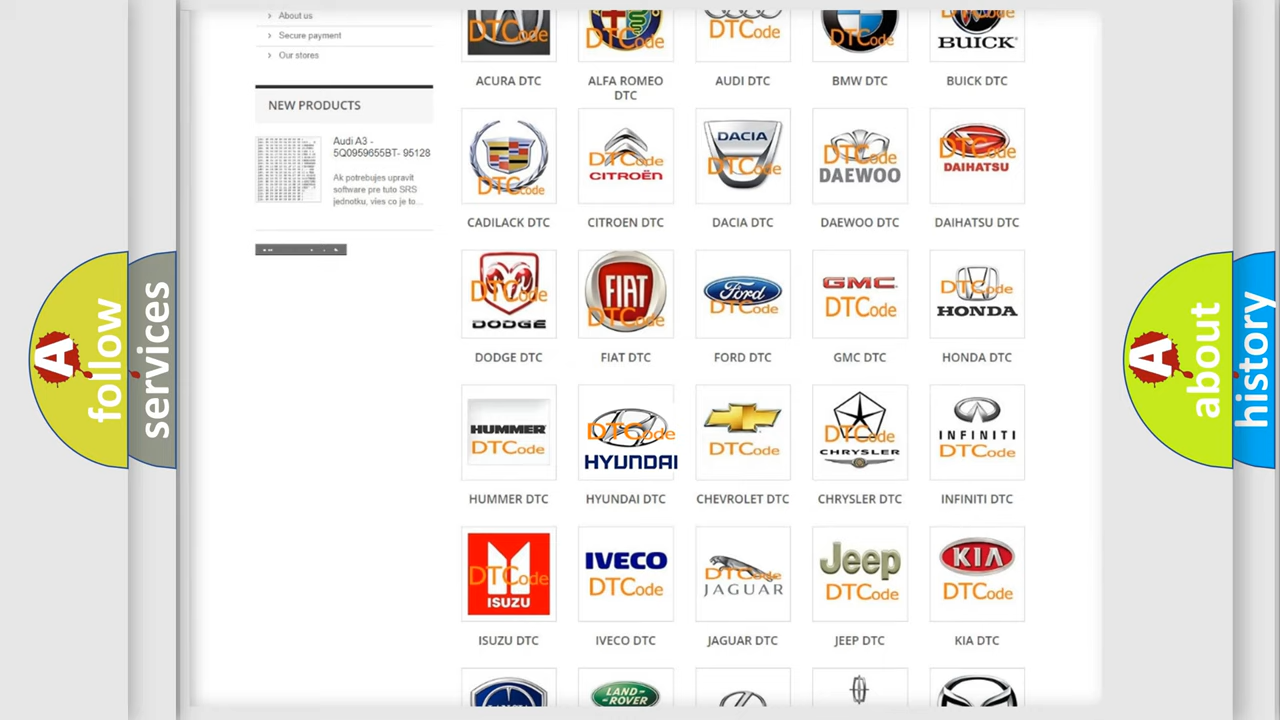 About us
Secure payment
Our stores
NEW PRODUCTS
Audi A3 -
5Q0959655BT- 95128
Ak potrebujes upravit
software pre tuto SRS
jednotku, vies co je to...
DTCode
DTCode
DTCode
DTCode
BUICK
ACURA DTC
ALFA ROMEO
DTC
AUDI DTC
BMW DTC
BUICK DTC
DTCode
DTCode
CITROËN
DACIA
DTCode
DTCode
DAEWOO
DTCode
DAIHATSU
CADILACK DTC
CITROEN DTC
DACIA DTC
DAEWOO DTC
DAIHATSU DTC
DTCode
DODGE
FIAT
DTCode
Ford
DTCode
GMC
DTCode
DTCode
HONDA
DODGE DTC
FIAT DTC
FORD DTC
GMC DTC
HONDA DTC
HUMMER
DTCode
DTCode
HYUNDAI
DTCode
DTCode
CHRYSLER
INFINITI
DTCode
HUMMER DTC
HYUNDAI DTC
CHEVROLET DTC
CHRYSLER DTC
INFINITI DTC
DTCode
ISUZU
IVECO
DTCode
DTCode
JAGUAR
Jeep
DTCode
KIA
DTCode
ISUZU DTC
IVECO DTC
JAGUAR DTC
JEEP DTC
KIA DTC
LAND-
ROVER
A follow
services
A about
history